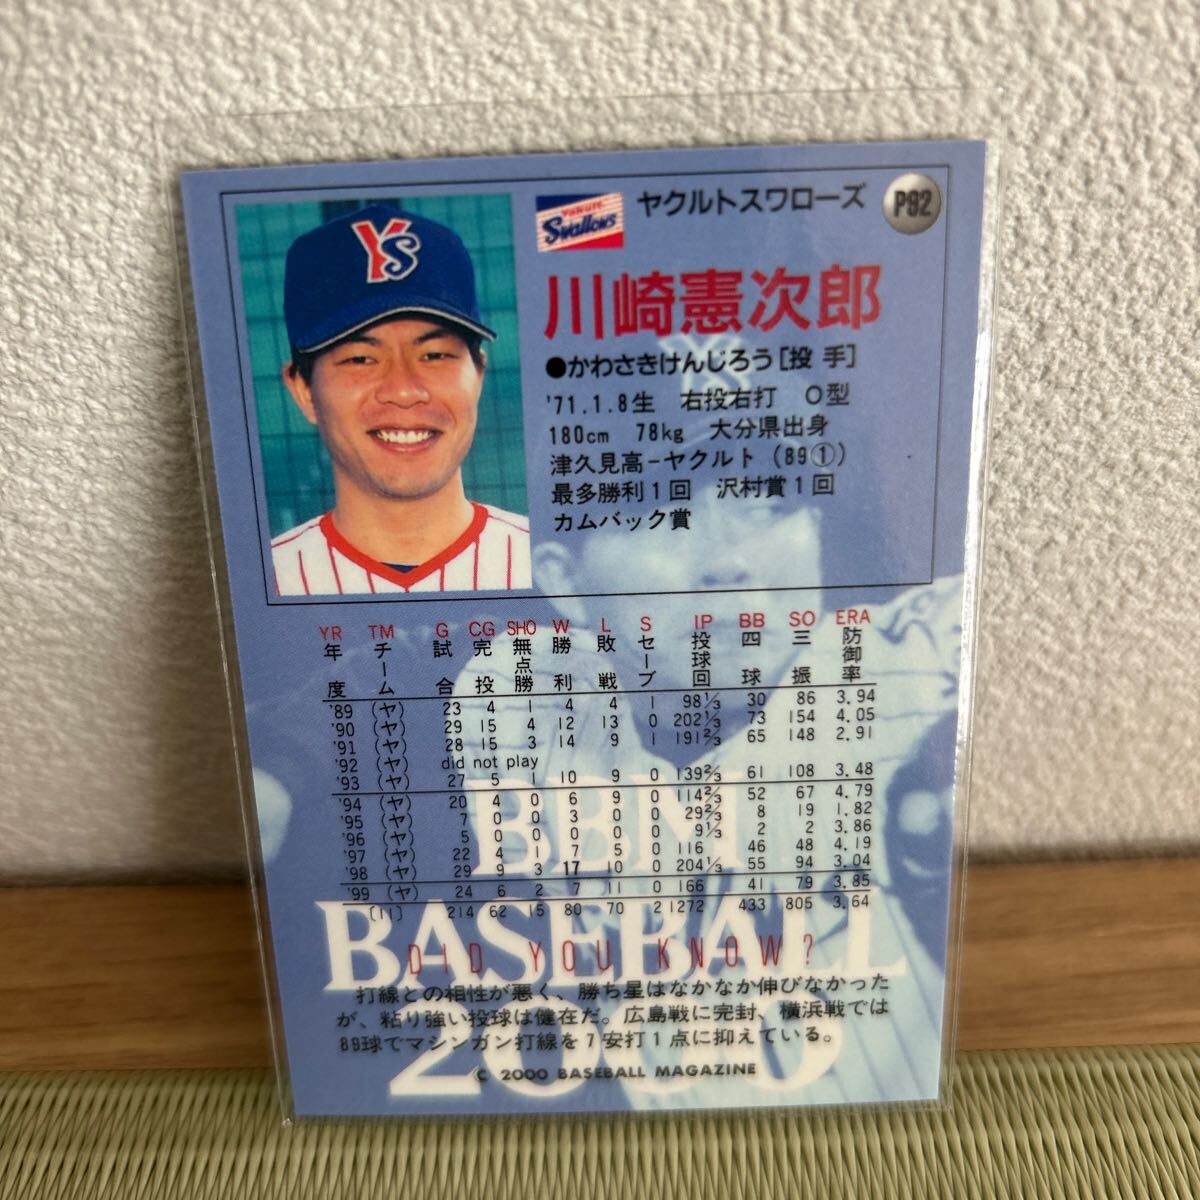 YS
YAKULT
Swallows
ヤクルトスワローズ
P92
川崎憲次郎
●かわさきけんじろう[投 手]
'71.1.8生 右投右打 O型
180cm 78kg 大分県出身
津久見高-ヤクルト(89①)
最多勝利1回 沢村賞1回
カムバック賞
YR TM G CG SHO W L S IP BB SO ERA
年度 チーム 試合 完投 無点勝 勝利 敗戦 セーブ 投球回 四球 三振 防御率
'89 (ヤ) 23 4 1 4 4 1 98⅓ 30 86 3.94
'90 (ヤ) 29 15 4 12 13 0 202⅓ 73 154 4.05
'91 (ヤ) 28 15 3 14 9 1 191⅔ 65 148 2.91
'92 (ヤ) did not play
'93 (ヤ) 27 5 1 10 9 0 139⅔ 61 108 3.48
'94 (ヤ) 20 4 0 6 9 0 114⅔ 52 67 4.79
'95 (ヤ) 7 0 0 3 0 0 29⅔ 8 19 1.82
'96 (ヤ) 5 0 0 0 0 0 9⅓ 2 2 3.86
'97 (ヤ) 22 4 1 7 5 0 116 46 48 4.19
'98 (ヤ) 29 9 3 17 10 0 204⅓ 55 94 3.04
'99 (ヤ) 24 6 2 7 11 0 166 41 79 3.85
[11] 214 62 15 80 70 2 1272 433 805 3.64
BBM
BASEBALL
2000
DID YOU KNOW?
打線との相性が悪く、勝ち星はなかなか伸びなかった
が、粘り強い投球は健在だ。広島戦に完封、横浜戦では
89球でマシンガン打線を7安打1点に抑えている。
C 2000 BASEBALL MAGAZINE